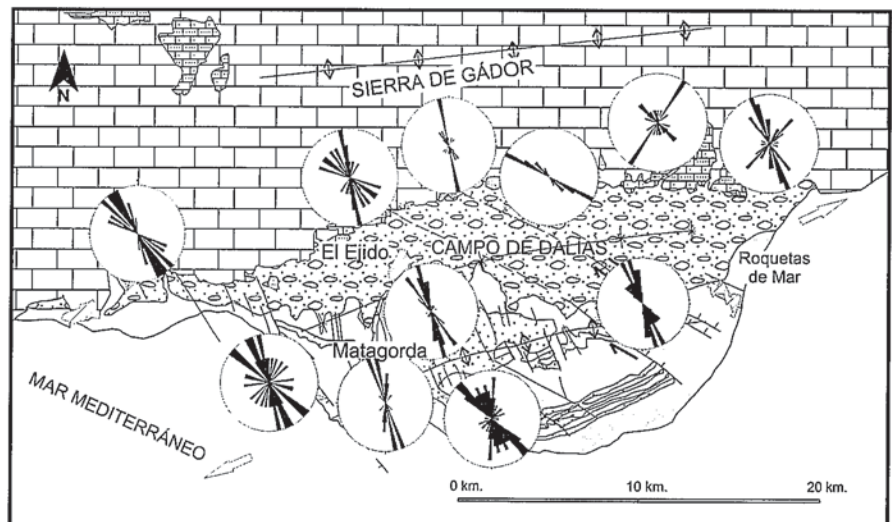 N
SIERRA DE GÁDOR
El Ejido
CAMPO DE DALIAS
Roquetas
de Mar
Matagorda
MAR MEDITERRÁNEO
0 km.
10 km.
20 km.